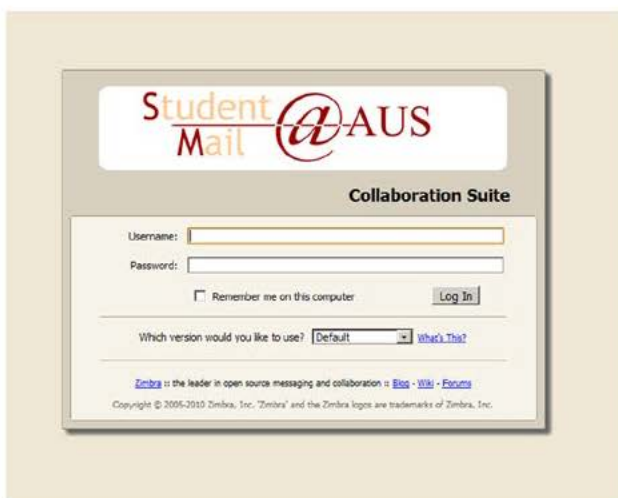 Student
Mail @AUS
Collaboration Suite
Username:
Password:
Remember me on this computer
Log In
Which version would you like to use? Default What's This?
Zimbra :: the leader in open source messaging and collaboration :: Blog - Wiki - Forums
Copyright © 2005-2010 Zimbra, Inc. 'Zimbra' and the Zimbra logos are trademarks of Zimbra, Inc.